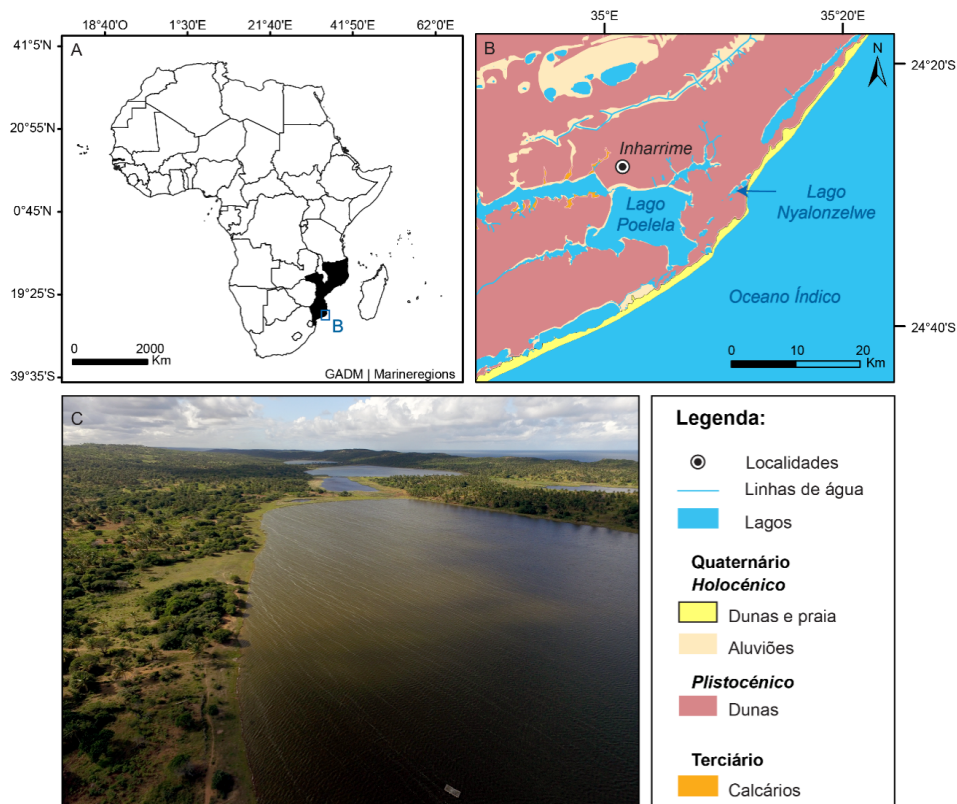 18°40'O
1°30'E
21°40'E
41°50'E
62°0'E
41°5'N
20°55'N
0°45'N
19°25'S
39°35'S
A
B
0
2000
Km
GADM | Marineregions
35°E
35°20'E
B
N
24°20'S
24°40'S
Inharrime
Lago
Poelela
Lago
Nyalonzelwe
Oceano Índico
0
10
20
Km
C
Legenda:
Localidades
Linhas de água
Lagos
Quaternário
Holocénico
Dunas e praia
Aluviões
Plistocénico
Dunas
Terciário
Calcários